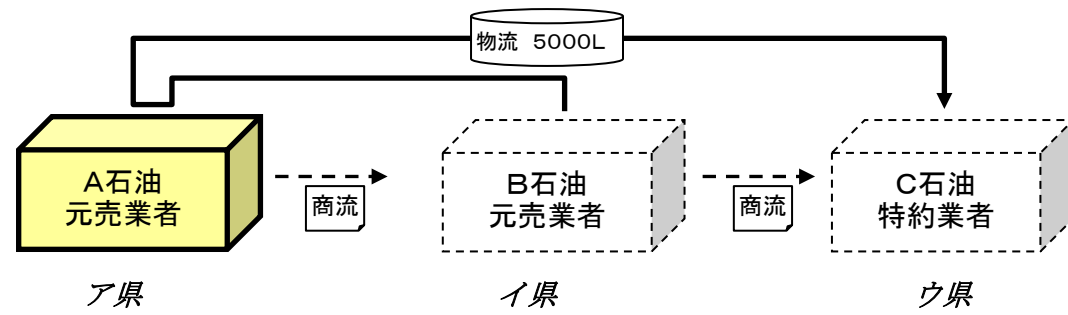 物流 5000L
A石油
元売業者
商流
B石油
元売業者
商流
C石油
特約業者
ア県
イ県
ウ県